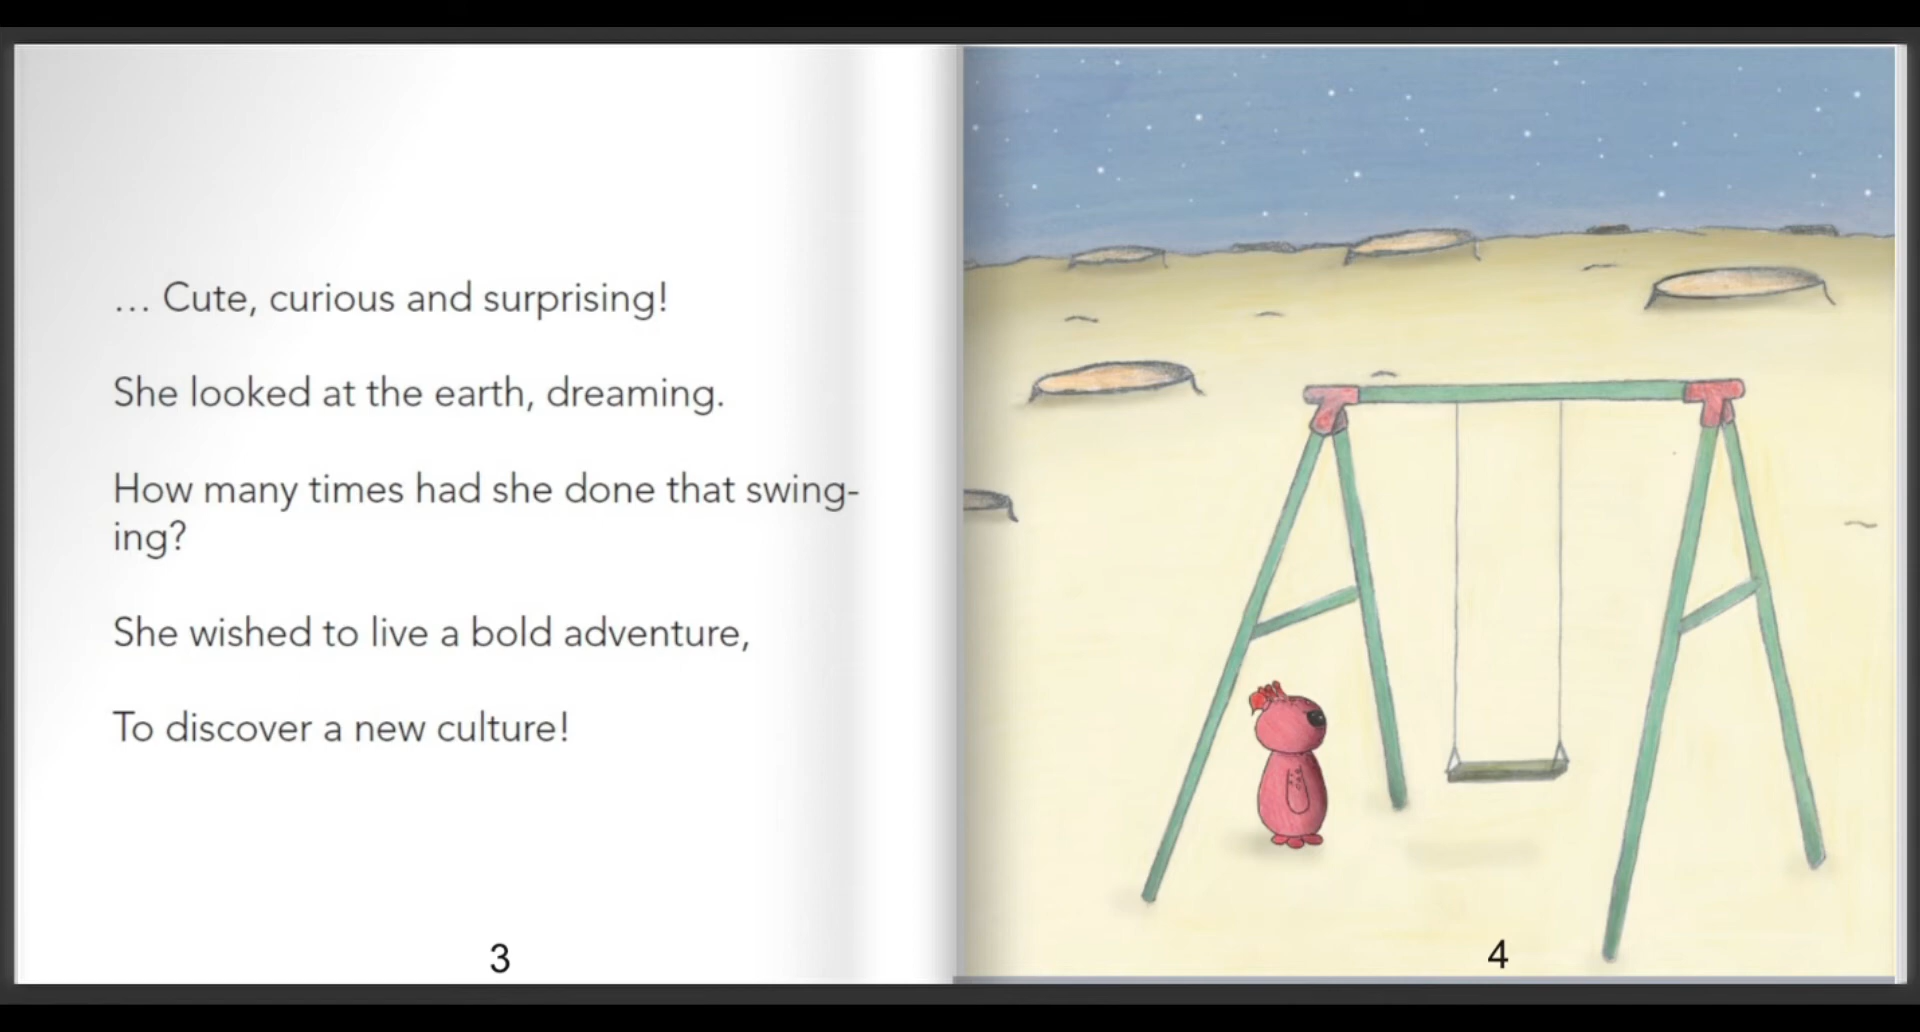 … Cute, curious and surprising!
She looked at the earth, dreaming.
How many times had she done that swing-
ing?
She wished to live a bold adventure,
To discover a new culture!
3
4